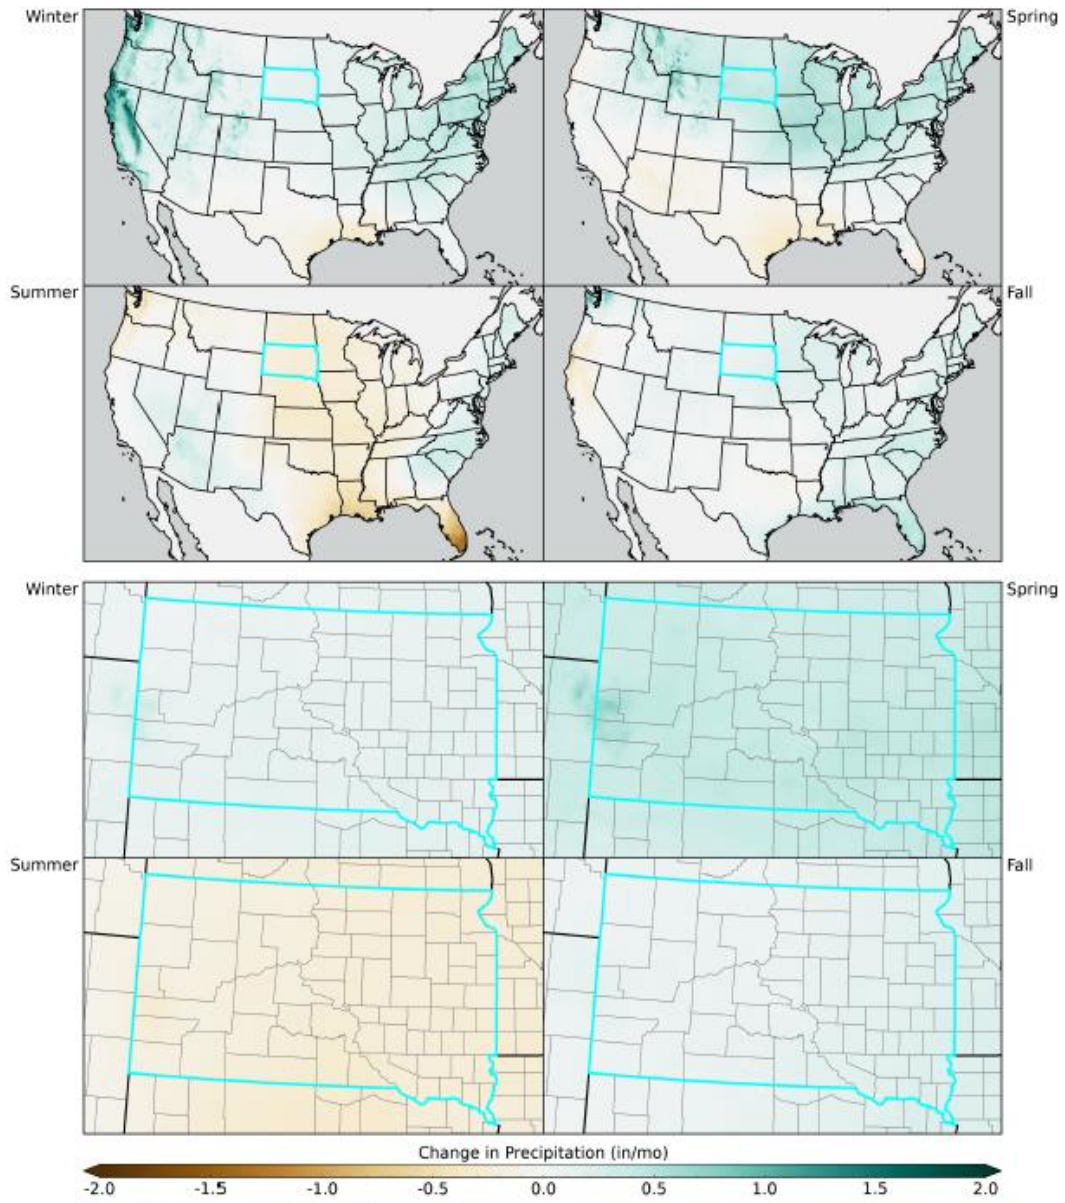 Winter
Spring
Summer
Fall
Winter
Spring
Summer
Fall
Change in Precipitation (in/mo)
-2.0 -1.5 -1.0 -0.5 0.0 0.5 1.0 1.5 2.0